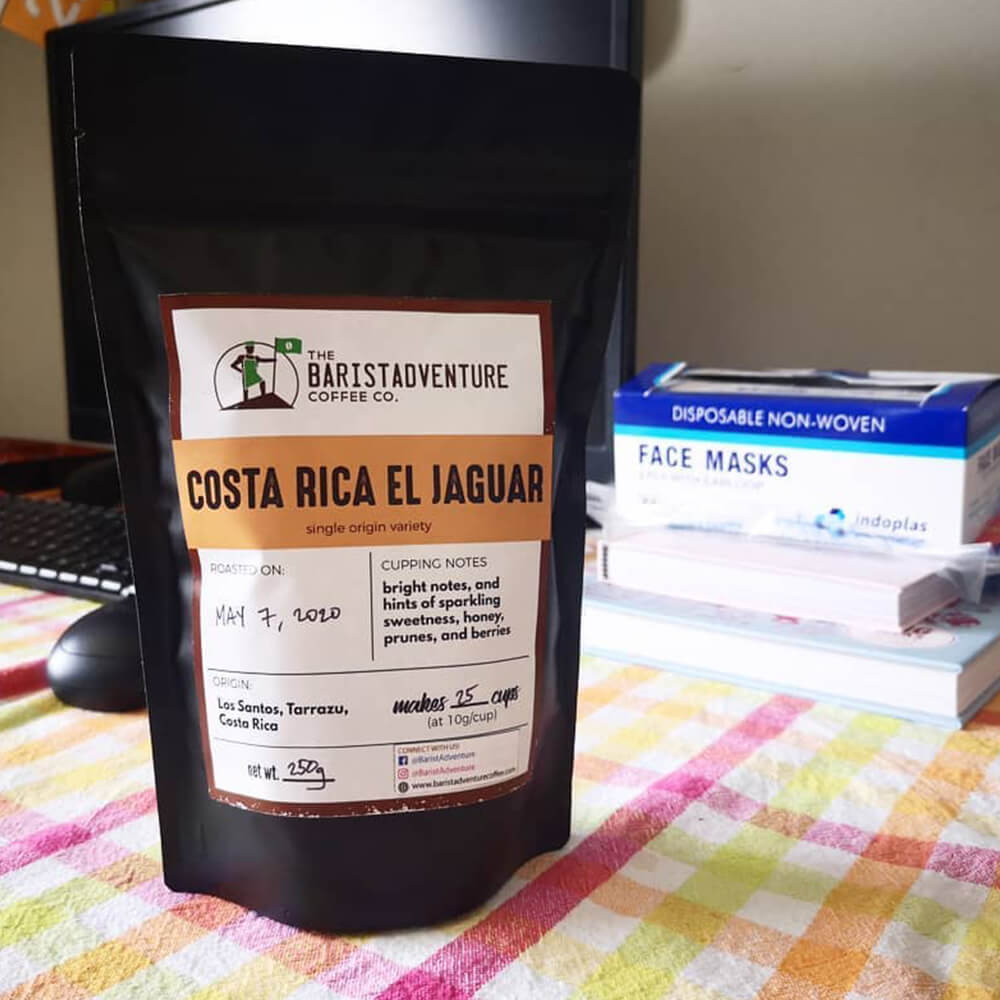 THE
BARISTADVENTURE
COFFEE CO.
COSTA RICA EL JAGUAR
single origin variety
ROASTED ON:
MAY 7, 2020
CUPPING NOTES
bright notes, and
hints of sparkling
sweetness, honey,
prunes, and berries
ORIGIN:
Los Santos, Tarrazu,
Costa Rica
makes 25 cups
(at 10g/cup)
net wt. 250g
CONNECT WITH US:
@BaristAdventure
@BaristAdventure
www.baristadventurecoffee.com
DISPOSABLE NON-WOVEN
FACE MASKS
indoplas